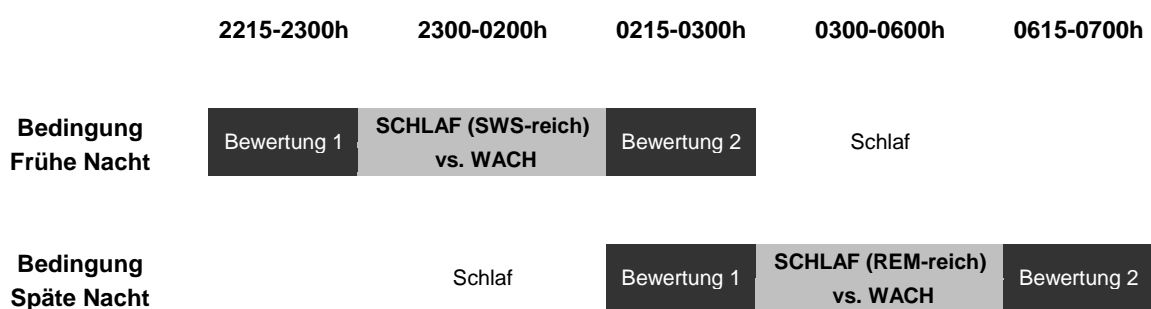 2215-2300h 2300-0200h 0215-0300h 0300-0600h 0615-0700h
Bedingung
Frühe Nacht
Bewertung 1
SCHLAF (SWS-reich)
vs. WACH
Bewertung 2
Schlaf
Bedingung
Späte Nacht
Schlaf
Bewertung 1
SCHLAF (REM-reich)
vs. WACH
Bewertung 2